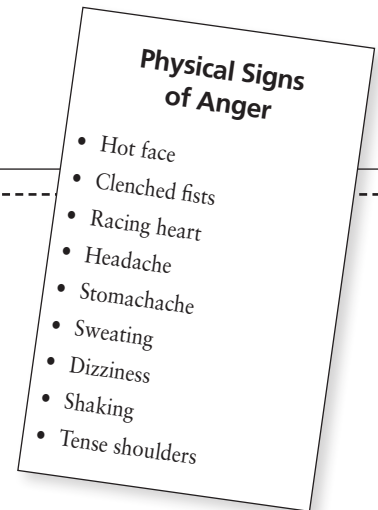 Physical Signs
of Anger
• Hot face
• Clenched fists
• Racing heart
• Headache
• Stomachache
• Sweating
• Dizziness
• Shaking
• Tense shoulders